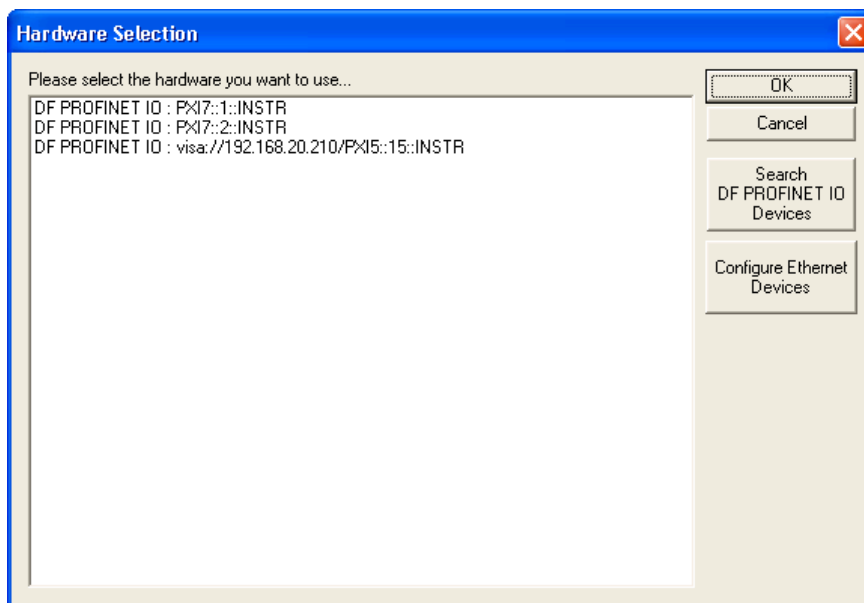 Hardware Selection
Please select the hardware you want to use...
DF PROFINET IO : PXI7::1::INSTR
DF PROFINET IO : PXI7::2::INSTR
DF PROFINET IO : visa://192.168.20.210/PXI5::15::INSTR
OK
Cancel
Search
DF PROFINET IO
Devices
Configure Ethernet
Devices